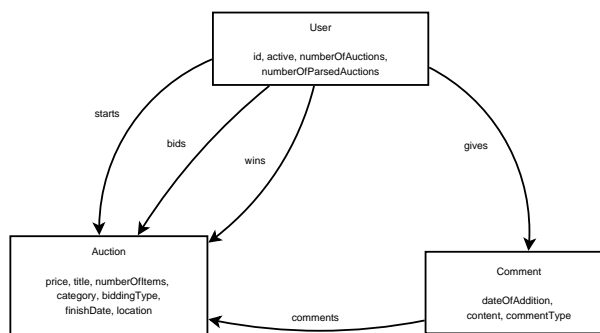 User
id, active, numberOfAuctions,
numberOfParsedAuctions
starts
bids
wins
gives
Auction
price, title, numberOfItems,
category, biddingType,
finishDate, location
Comment
dateOfAddition,
content, commentType
comments